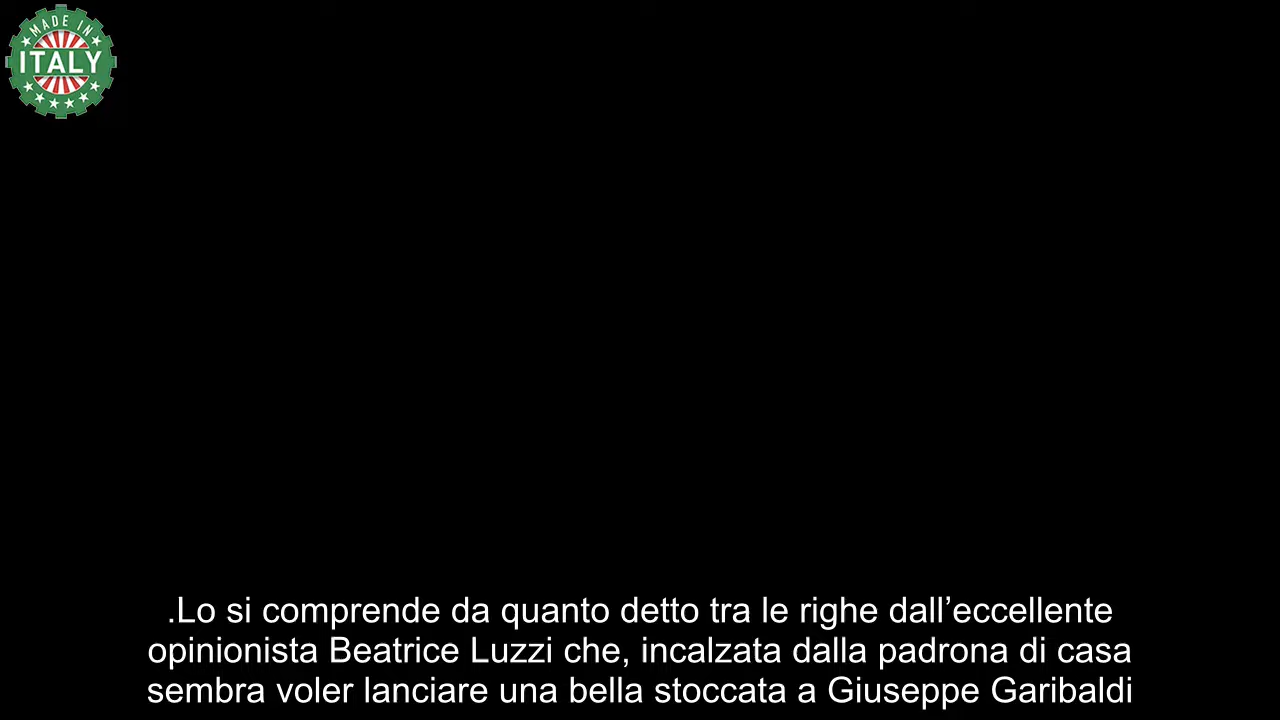 MADE IN
ITALY
.Lo si comprende da quanto detto tra le righe dall’eccellente
opinionista Beatrice Luzzi che, incalzata dalla padrona di casa
sembra voler lanciare una bella stoccata a Giuseppe Garibaldi